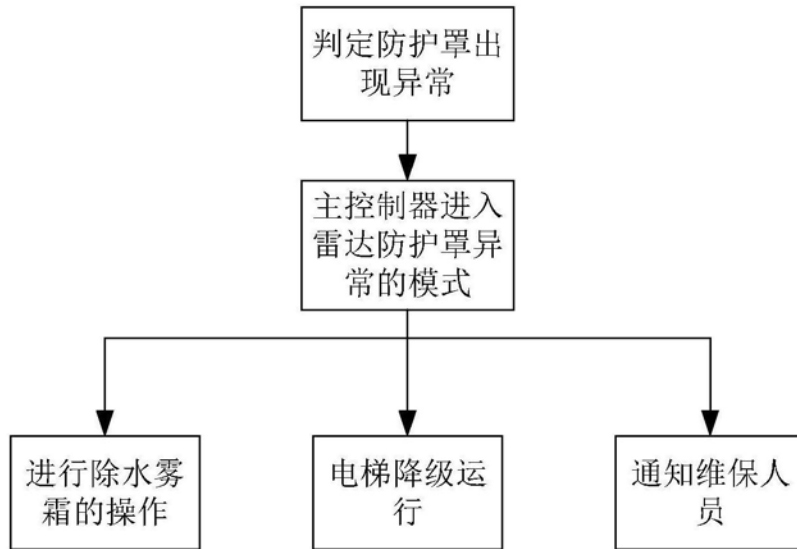 判定防护罩出
现异常
主控制器进入
雷达防护罩异
常的模式
进行除水雾
霜的操作
电梯降级运
行
通知维保人
员